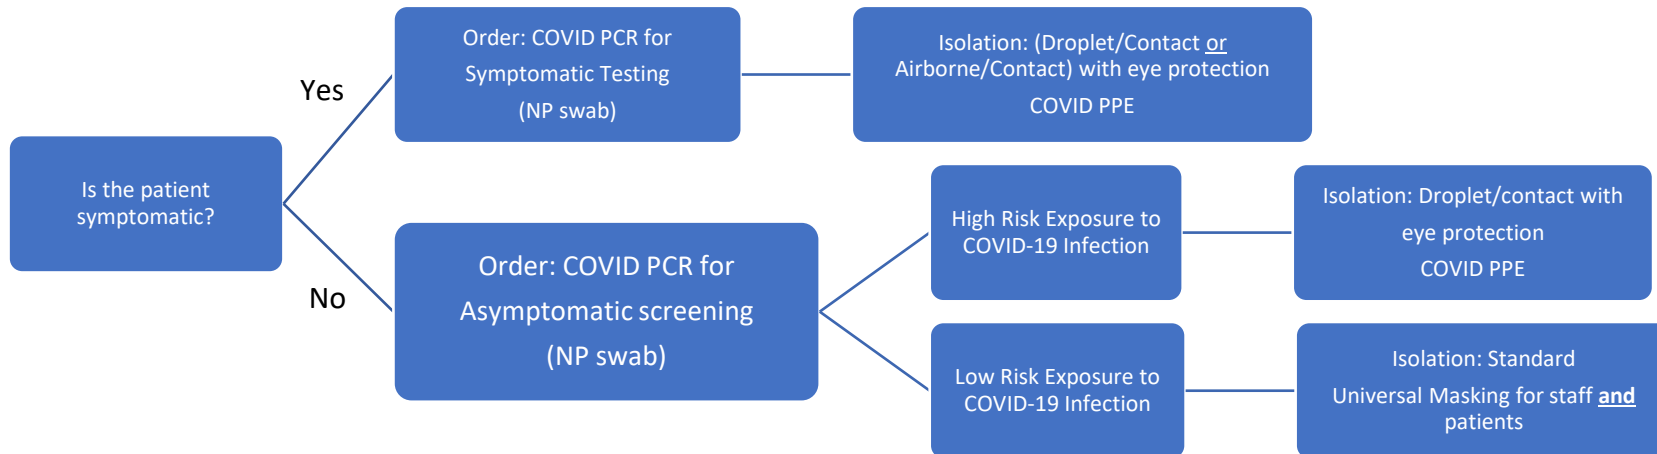 Is the patient
symptomatic?
Yes
Order: COVID PCR for
Symptomatic Testing
(NP swab)
Isolation: (Droplet/Contact or
Airborne/Contact) with eye protection
COVID PPE
No
Order: COVID PCR for
Asymptomatic screening
(NP swab)
High Risk Exposure to
COVID-19 Infection
Isolation: Droplet/contact with
eye protection
COVID PPE
Low Risk Exposure to
COVID-19 Infection
Isolation: Standard
Universal Masking for staff and
patients